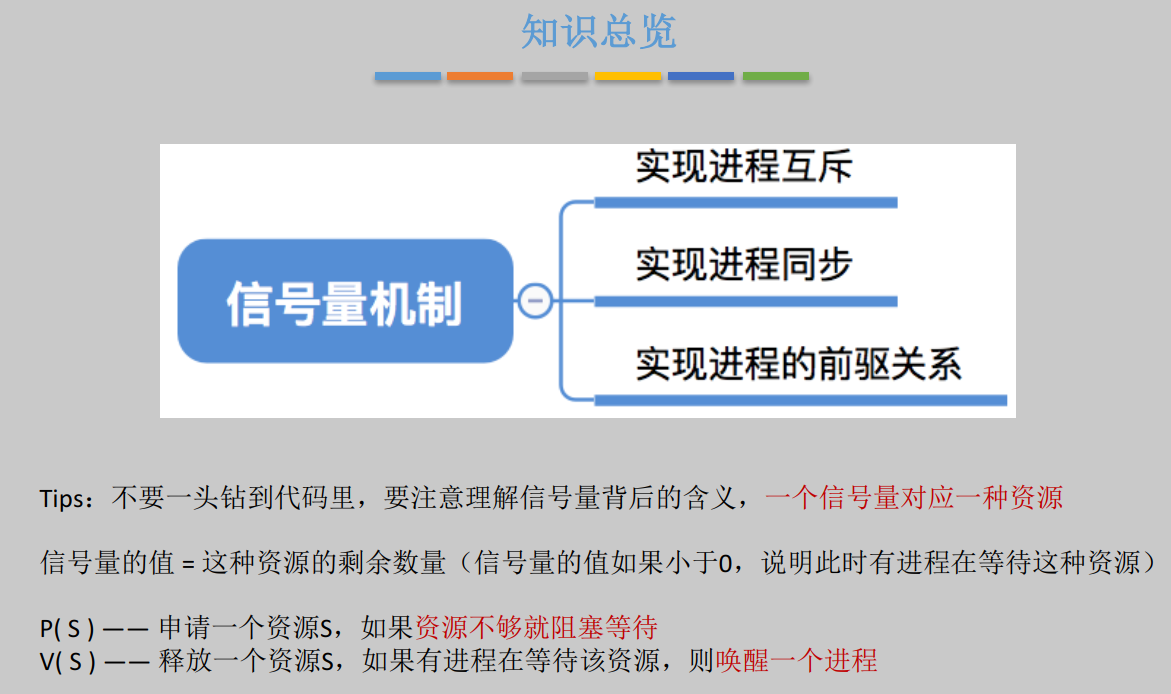 知识总览
实现进程互斥
信号量机制
实现进程同步
实现进程的前驱关系
Tips：不要一头钻到代码里，要注意理解信号量背后的含义，一个信号量对应一种资源
信号量的值 = 这种资源的剩余数量（信号量的值如果小于0，说明此时有进程在等待这种资源）
P( S ) —— 申请一个资源S，如果资源不够就阻塞等待
V( S ) —— 释放一个资源S，如果有进程在等待该资源，则唤醒一个进程